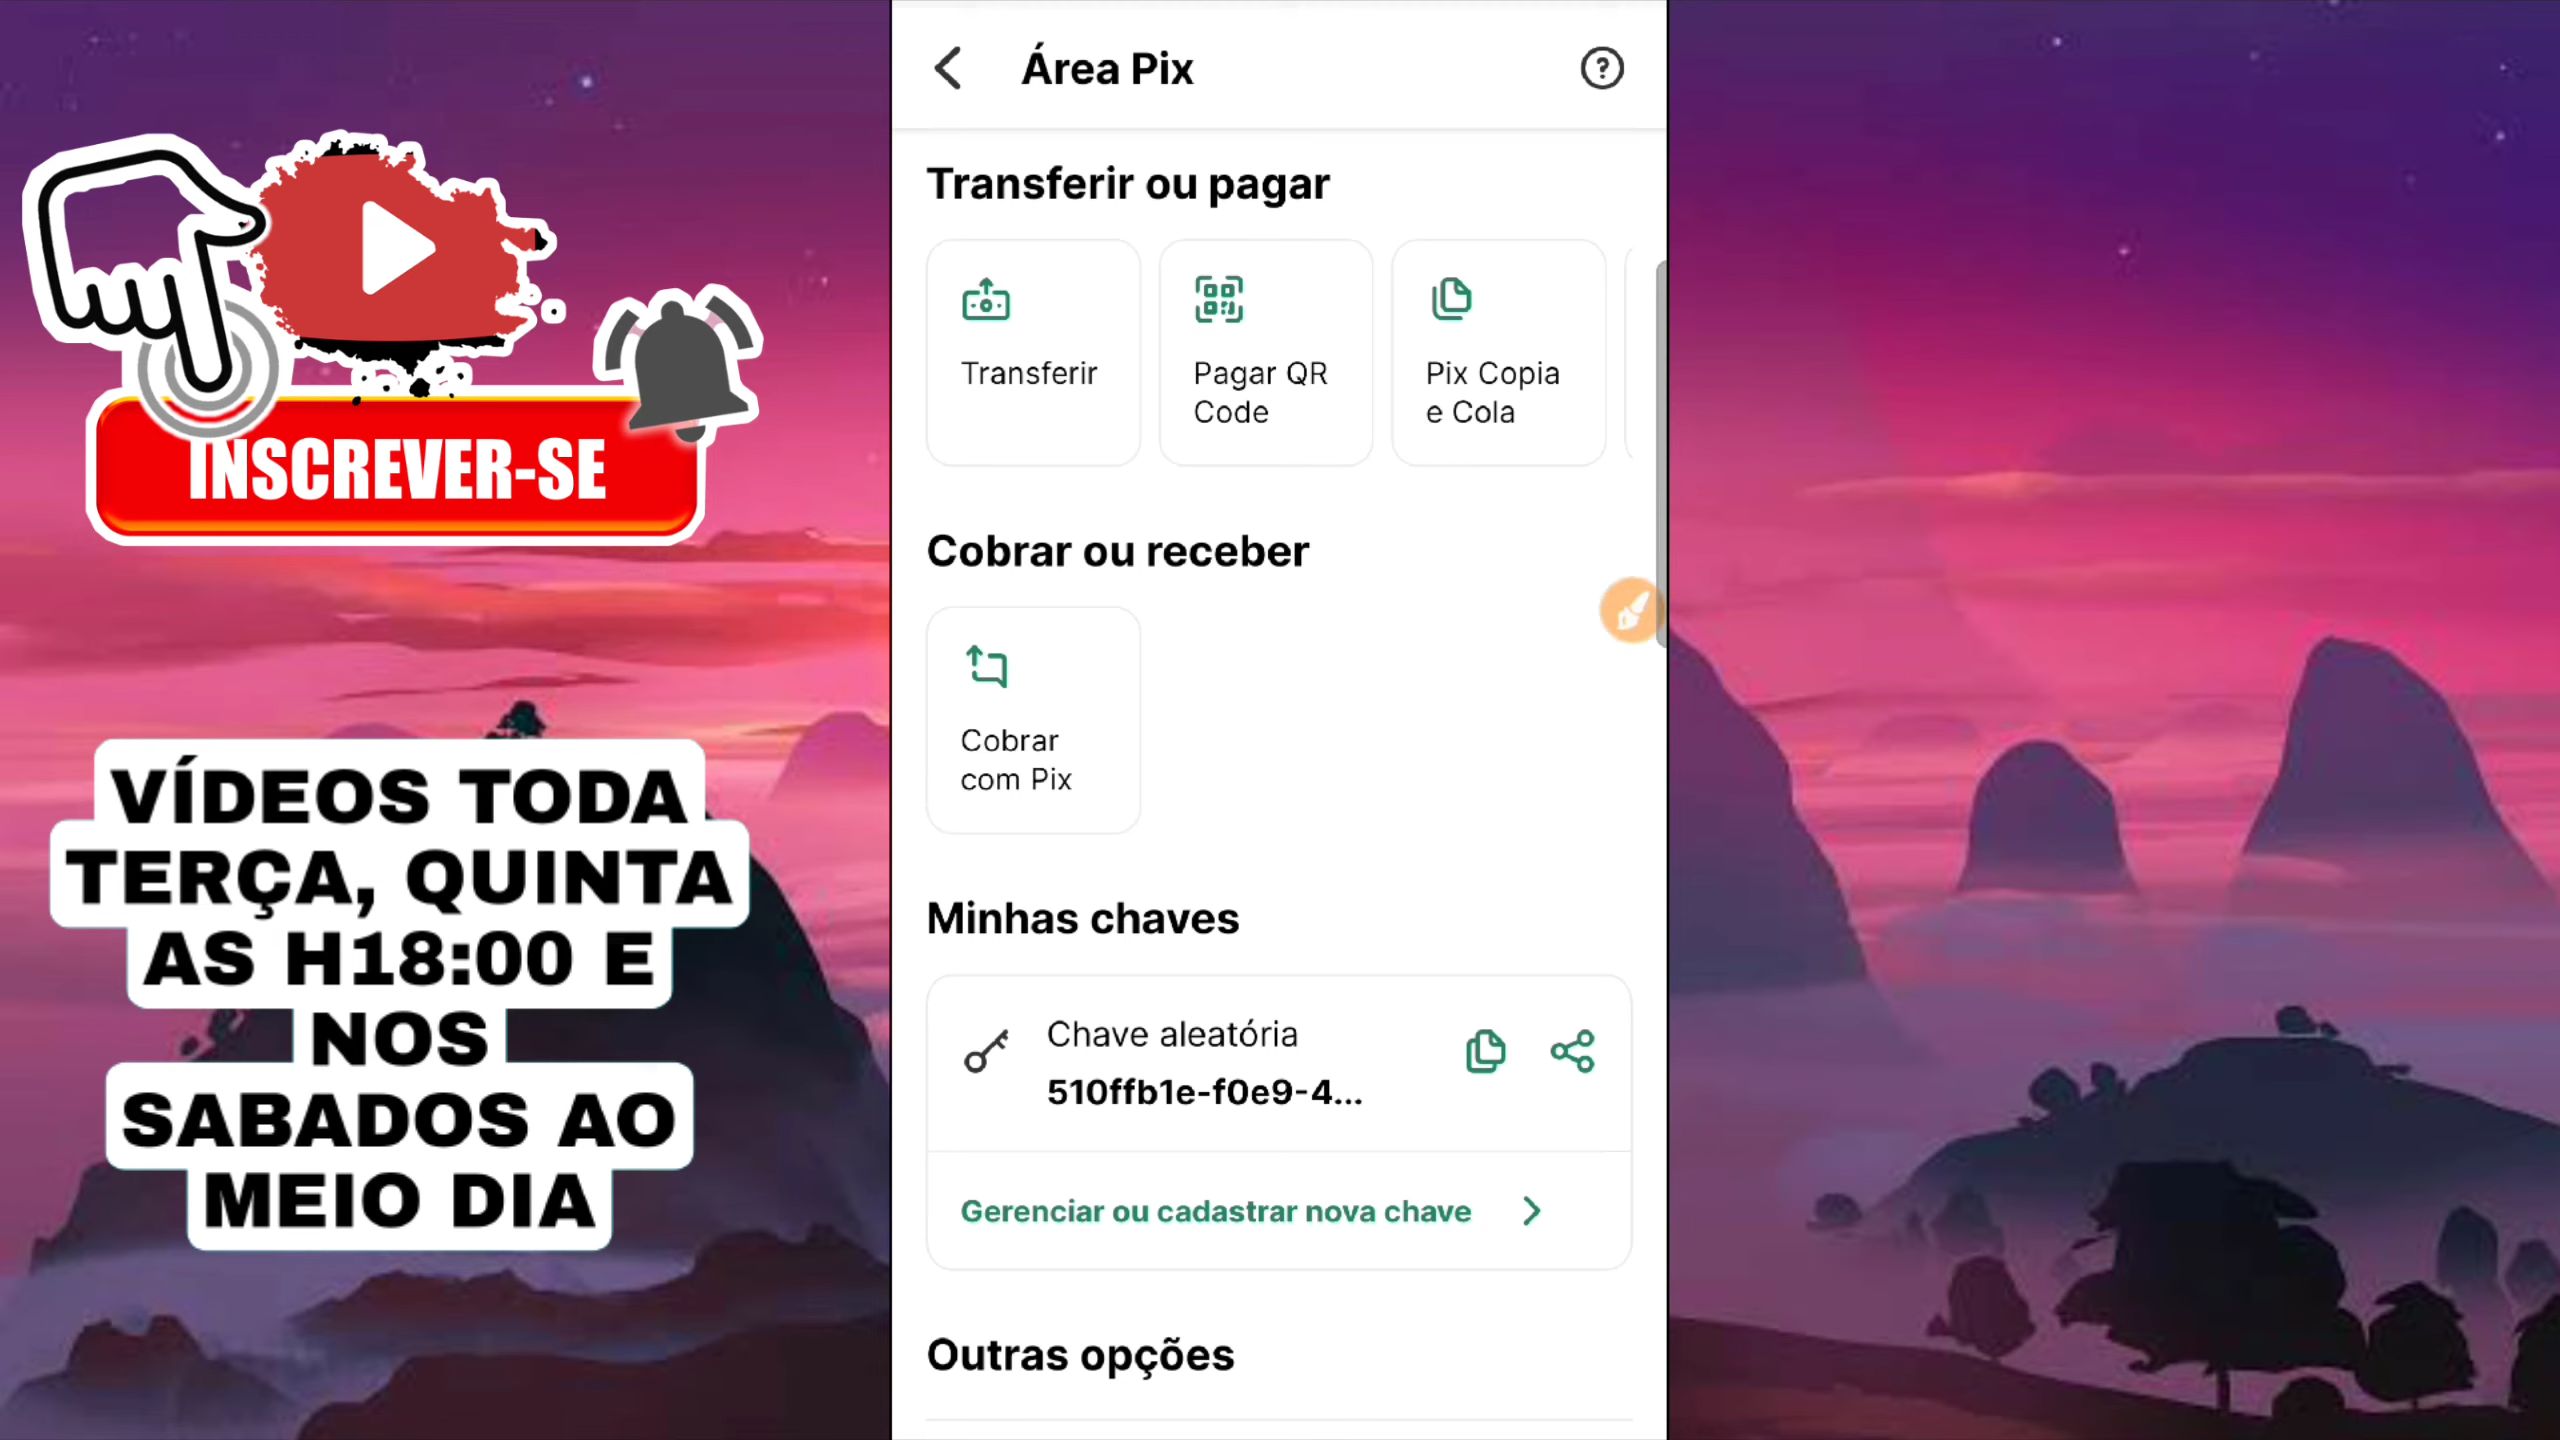 INSCREVER-SE
VÍDEOS TODA
TERÇA, QUINTA
AS H18:00 E
NOS
SABADOS AO
MEIO DIA
Área Pix
Transferir ou pagar
Transferir
Pagar QR
Code
Pix Copia
e Cola
Cobrar ou receber
Cobrar
com Pix
Minhas chaves
Chave aleatória
510ffb1e-f0e9-4...
Gerenciar ou cadastrar nova chave
Outras opções